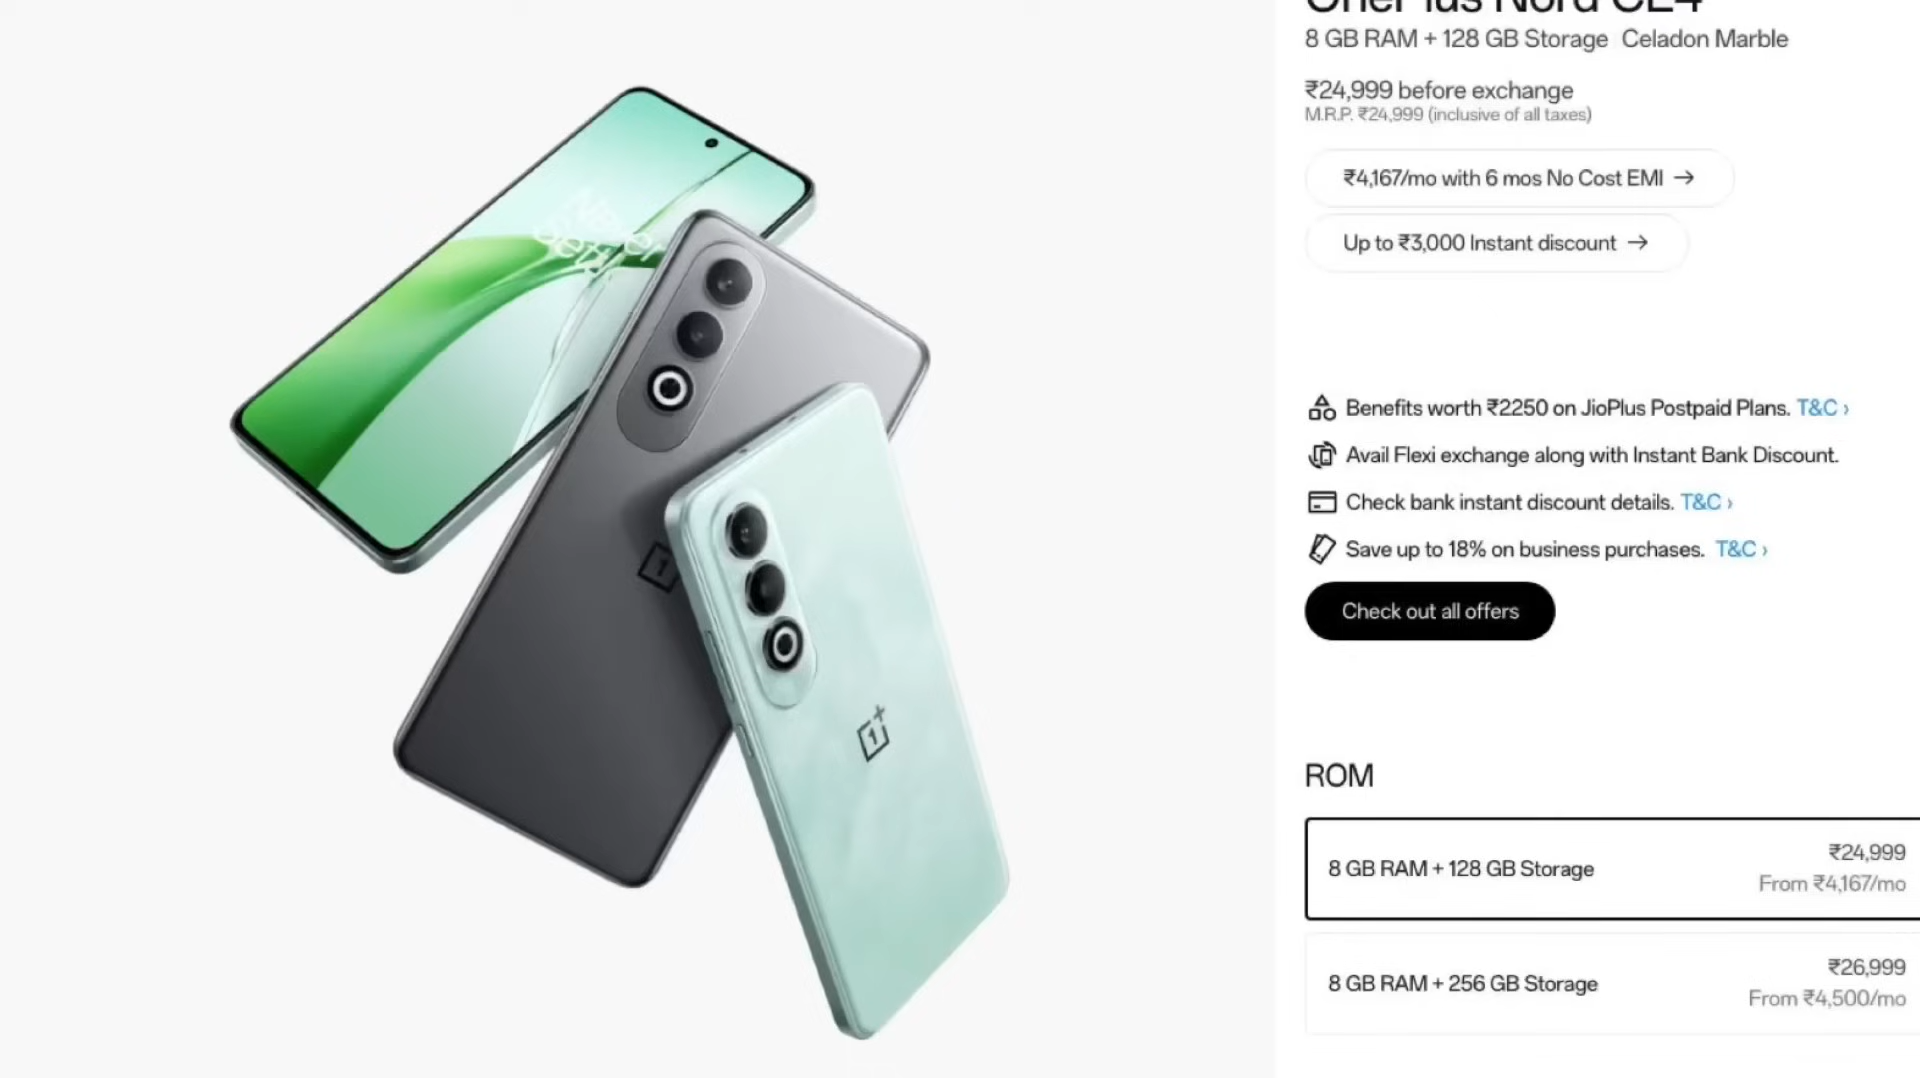 OnePlus Nord CE4
8 GB RAM + 128 GB Storage Celadon Marble
₹24,999 before exchange
M.R.P. ₹24,999 (inclusive of all taxes)
₹4,167/mo with 6 mos No Cost EMI →
Up to ₹3,000 Instant discount →
Benefits worth ₹2250 on JioPlus Postpaid Plans. T&C ›
Avail Flexi exchange along with Instant Bank Discount.
Check bank instant discount details. T&C ›
Save up to 18% on business purchases. T&C ›
Check out all offers
ROM
8 GB RAM + 128 GB Storage
₹24,999
From ₹4,167/mo
8 GB RAM + 256 GB Storage
₹26,999
From ₹4,500/mo